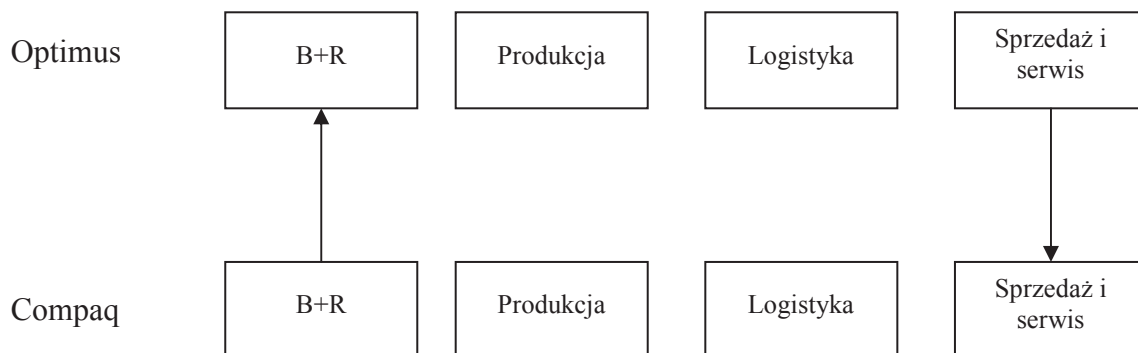 Optimus
B+R
Produkcja
Logistyka
Sprzedaż i
serwis
Compaq
B+R
Produkcja
Logistyka
Sprzedaż i
serwis